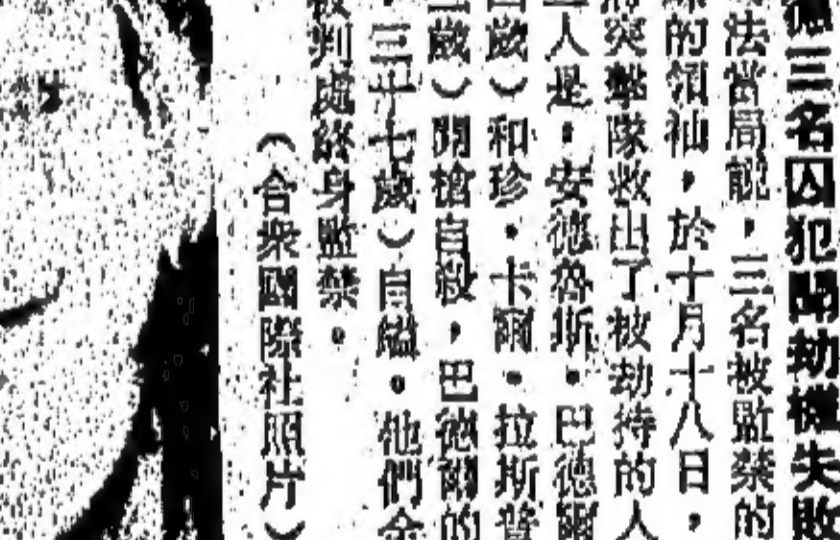 三名囚犯聞劫機失敗
法當局說，三名被監禁的
的領袖，於十月十八日，
突擊隊救出了被劫持的人
人是：安德魯斯•巴德爾
歲）和珍•卡爾•拉斯普
歲）開槍自殺，巴德爾的
三十七歲）自縊。他們全
被判處終身監禁。
（合衆國際社照片）